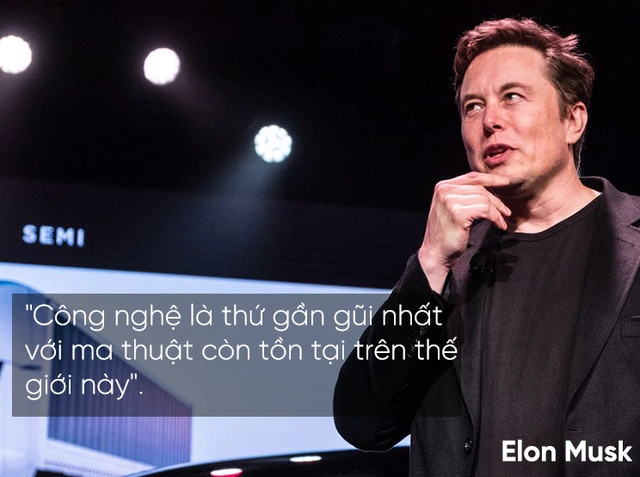 SEMI
"Công nghệ là thứ gần gũi nhất
với ma thuật còn tồn tại trên thế
giới này".
Elon Musk